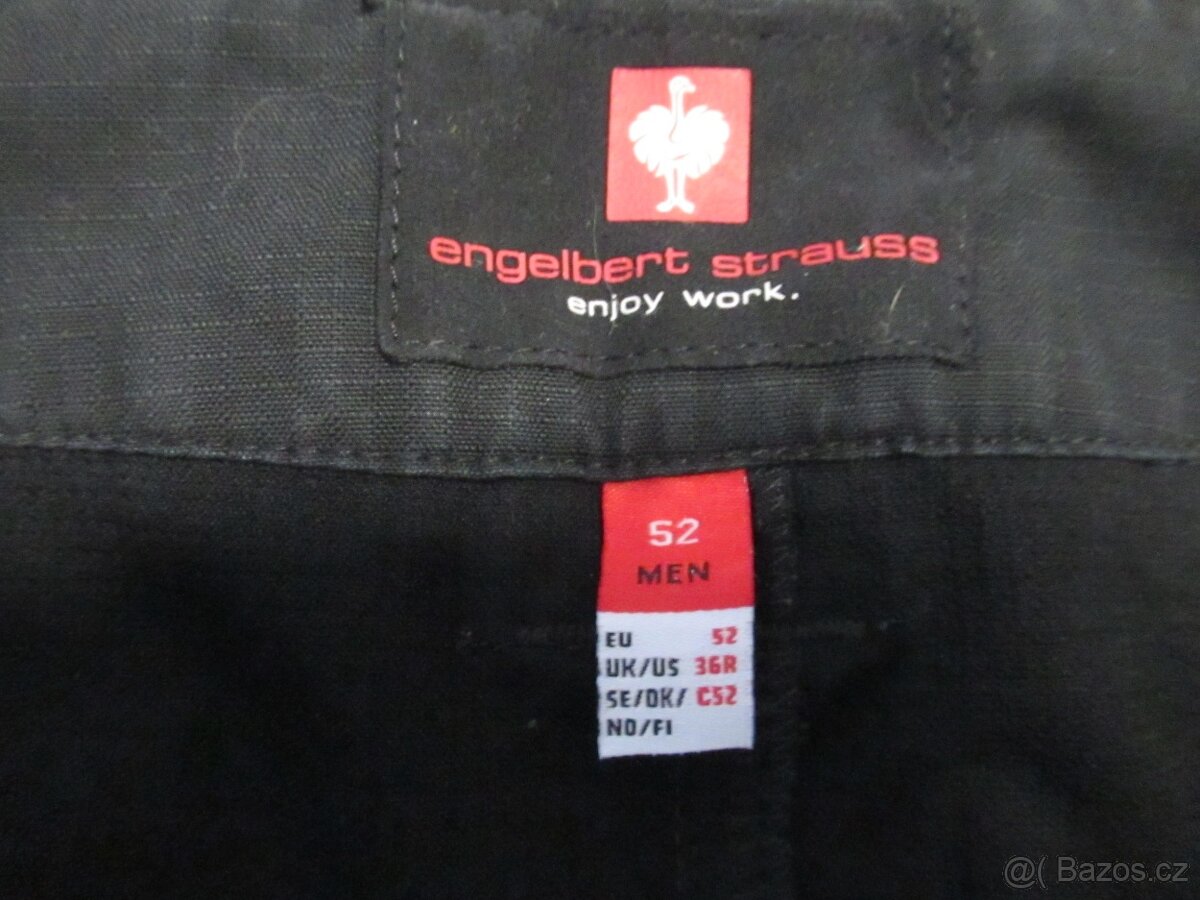 engelbert strauss
enjoy work.
52
MEN
EU 52
UK/US 36R
SE/DK/ C52
NO/FI
@( Bazos.cz